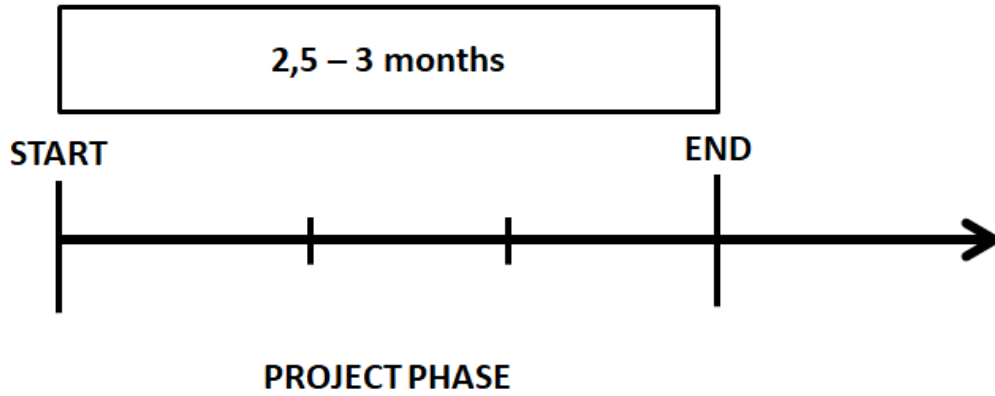 2,5 – 3 months
START
END
PROJECT PHASE